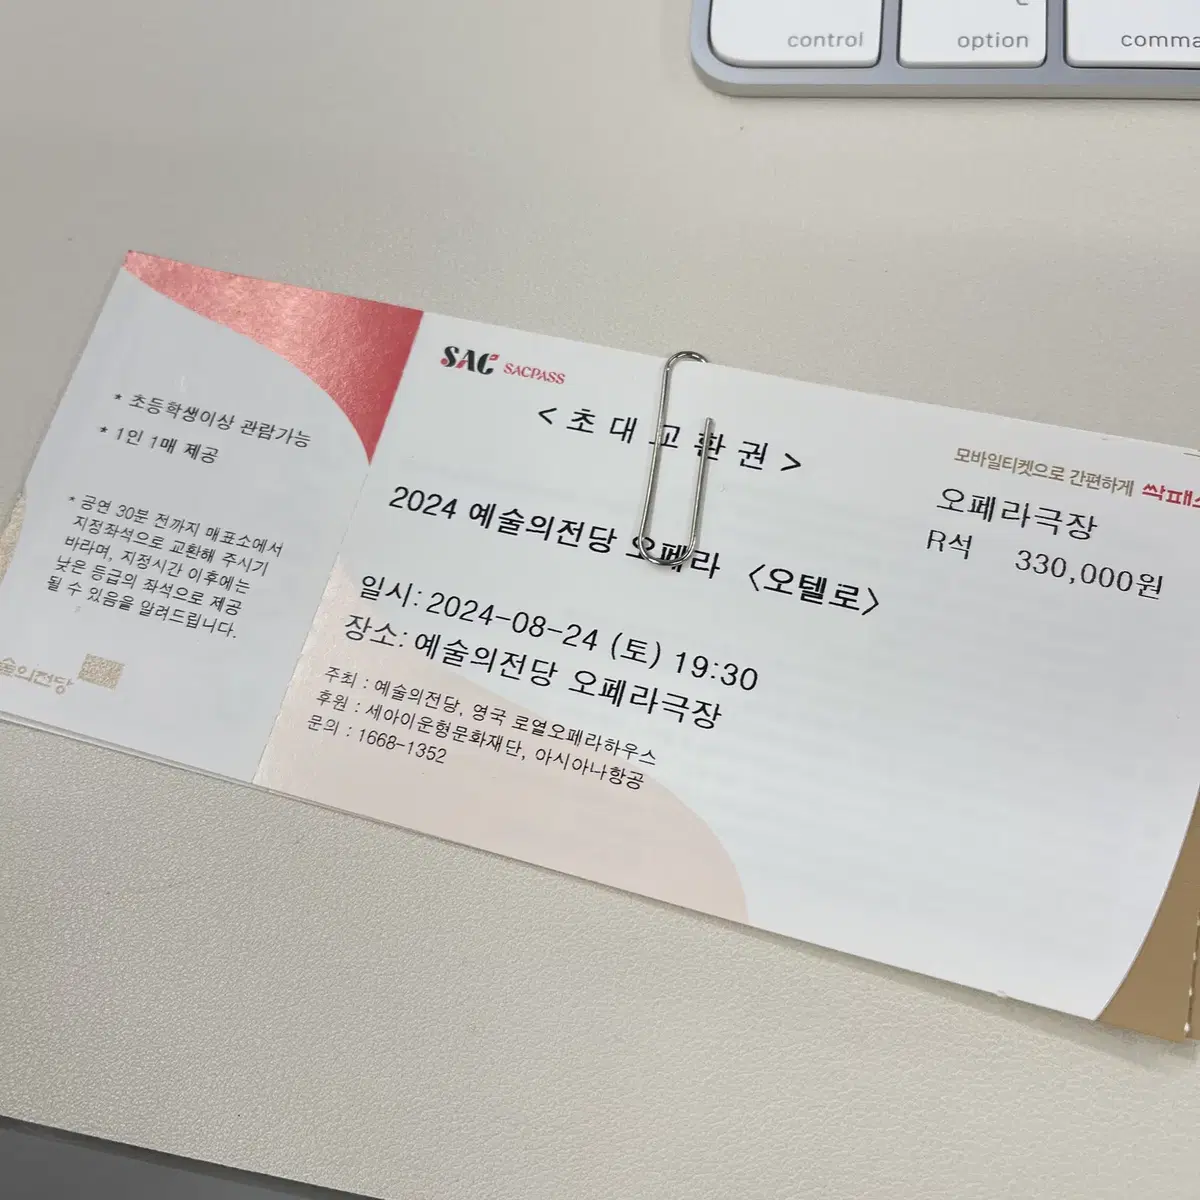 control
option
SAC SACPASS
< 초 대 교 환 권 >
2024 예술의전당 오페라 <오텔로>
일시: 2024-08-24 (토) 19:30
장소: 예술의전당 오페라극장
주최 : 예술의전당, 영국 로열오페라하우스
후원 : 세아이운형문화재단, 아시아나항공
문의 : 1668-1352
모바일티켓으로 간편하게
오페라극장
R석 330,000원
* 초등학생이상 관람가능
* 1인 1매 제공
* 공연 30분 전까지 매표소에서
지정좌석으로 교환해 주시기
바라며, 지정시간 이후에는
낮은 등급의 좌석으로 제공
될 수 있음을 알려드립니다.
술의전당